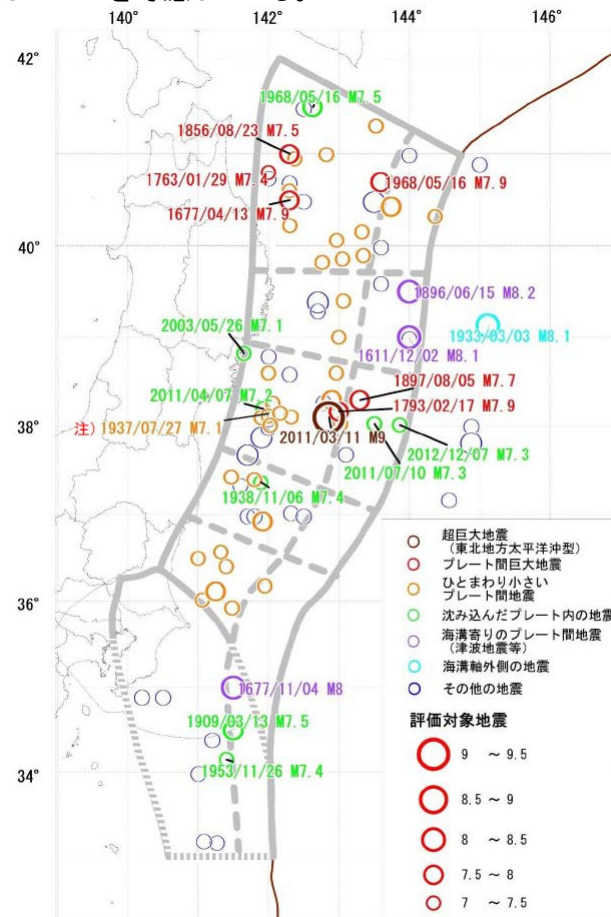 140°
142°
144°
146°
42°
1968/05/16 M7.5
1856/08/23 M7.5
1763/01/29 M7.4
1968/05/16 M7.9
1677/04/13 M7.9
40°
1896/06/15 M8.2
2003/05/26 M7.1
1933/03/03 M8.1
1611/12/02 M8.1
1897/08/05 M7.7
2011/04/07 M7.2
1793/02/17 M7.9
38°
注) 1937/07/27 M7.1
2011/03/11 M9
2012/12/07 M7.3
2011/07/10 M7.3
1938/11/06 M7.4
超巨大地震
(東北地方太平洋沖型)
プレート間巨大地震
ひとまわり小さい
プレート間地震
沈み込んだプレート内の地震
海溝寄りのプレート間地震
(津波地震等)
海溝軸外側の地震
その他の地震
36°
1677/11/04 M8
1909/03/13 M7.5
1953/11/26 M7.4
34°
評価対象地震
9 ~ 9.5
8.5 ~ 9
8 ~ 8.5
7.5 ~ 8
7 ~ 7.5